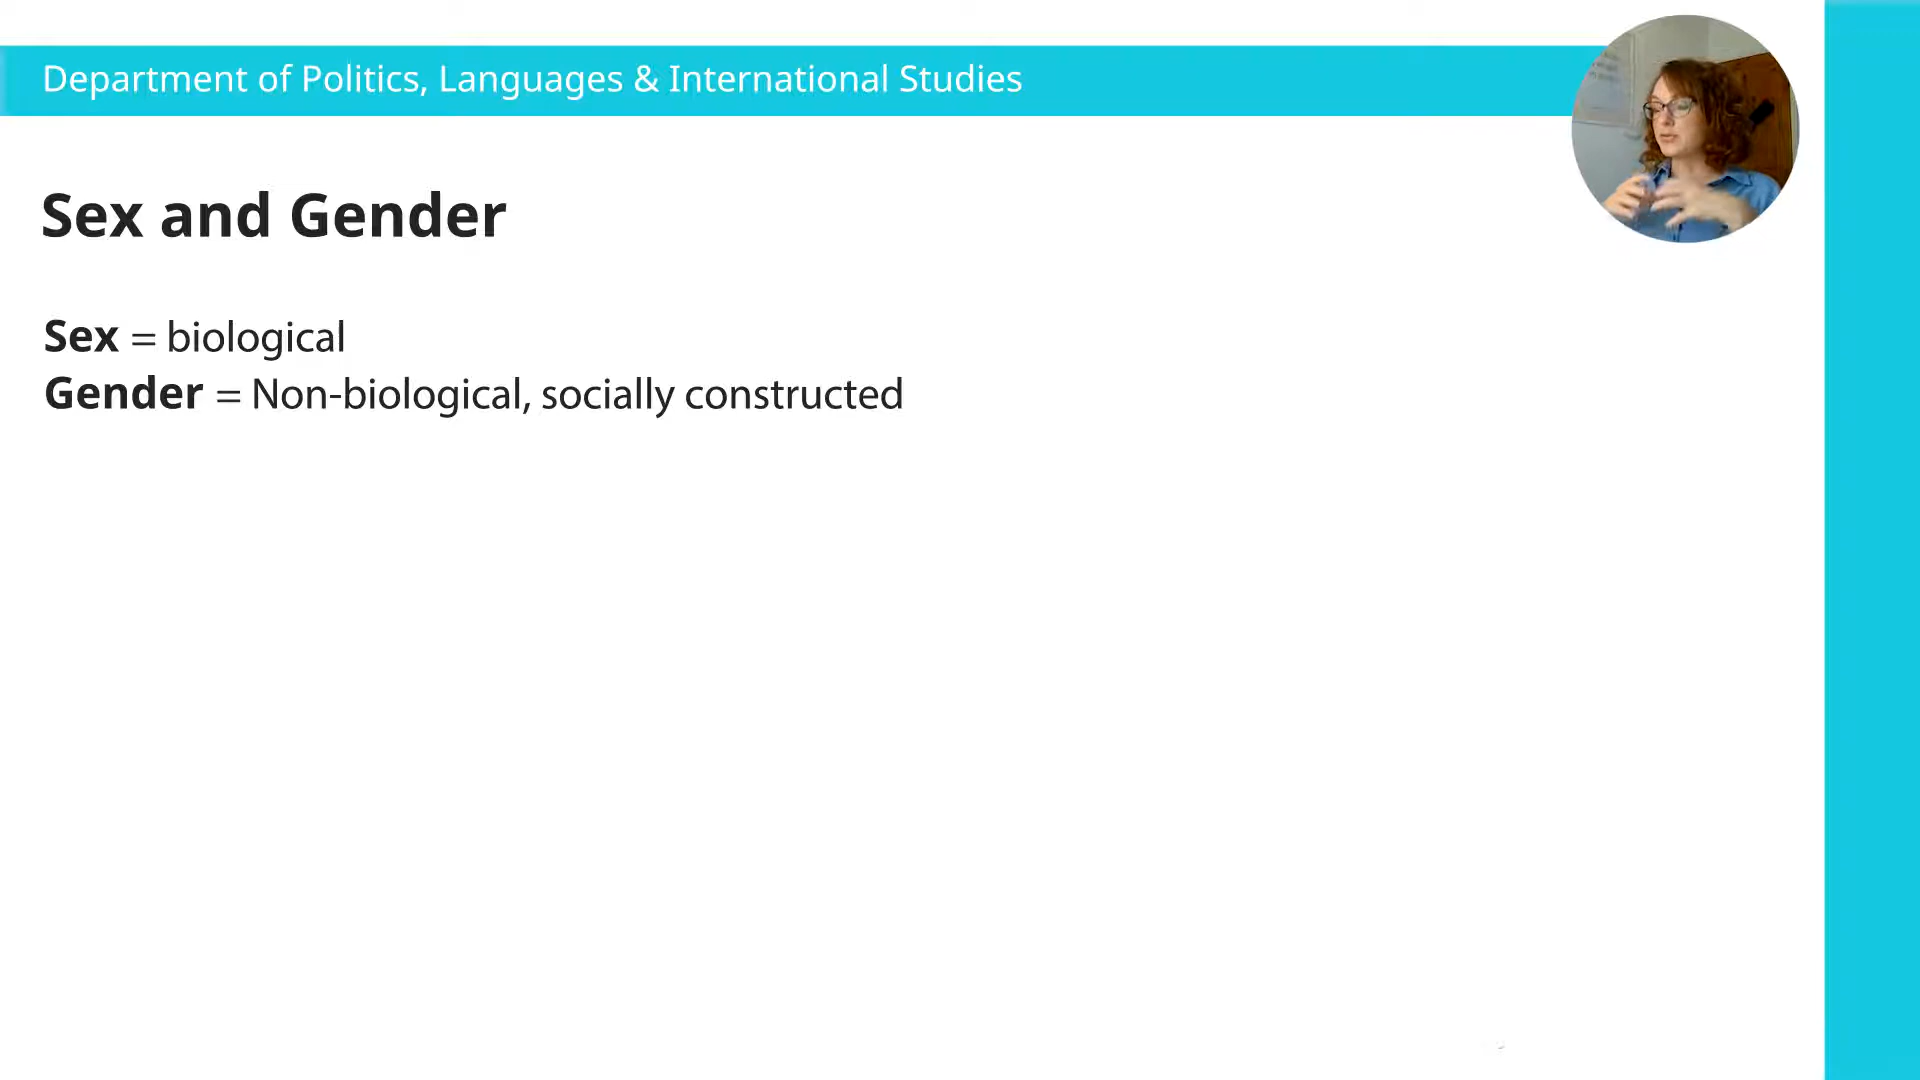 Department of Politics, Languages & International Studies
Sex and Gender
Sex = biological
Gender = Non-biological, socially constructed